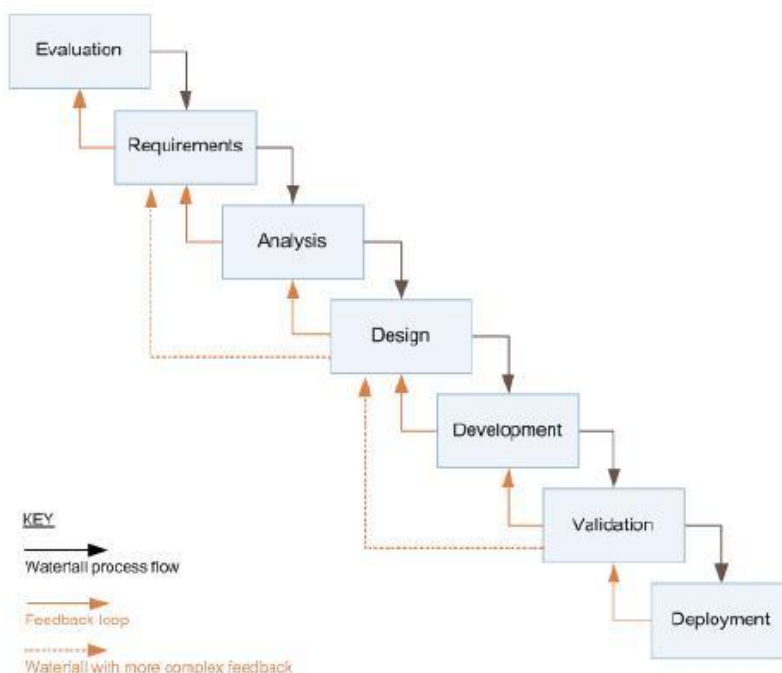 Evaluation
Requirements
Analysis
Design
Development
Validation
Deployment
KEY
Waterfall process flow
Feedback loop
Waterfall with more complex feedback